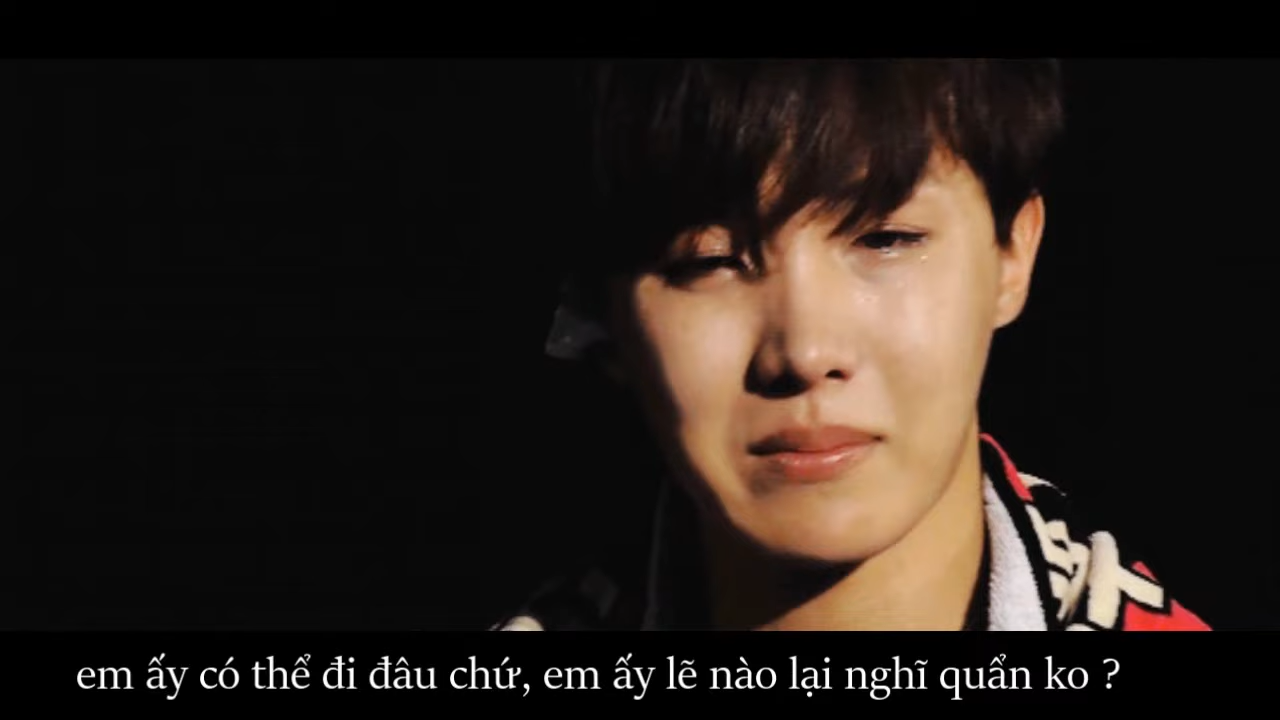 em ấy có thể đi đâu chứ, em ấy lẽ nào lại nghĩ quẩn ko ?